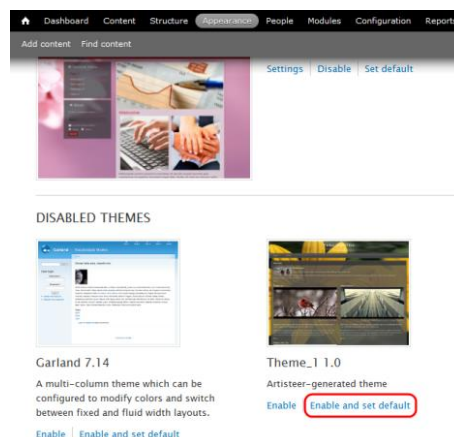 Dashboard Content Structure Appearance People Modules Configuration Reports
Add content Find content
Settings Disable Set default
DISABLED THEMES
Garland 7.14
A multi-column theme which can be
configured to modify colors and switch
between fixed and fluid width layouts.
Enable Enable and set default
Theme_1 1.0
Artisteer-generated theme
Enable Enable and set default